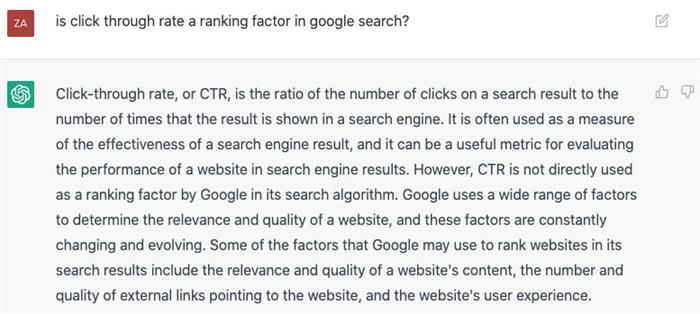 ZA is click through rate a ranking factor in google search?
Click-through rate, or CTR, is the ratio of the number of clicks on a search result to the
number of times that the result is shown in a search engine. It is often used as a measure
of the effectiveness of a search engine result, and it can be a useful metric for evaluating
the performance of a website in search engine results. However, CTR is not directly used
as a ranking factor by Google in its search algorithm. Google uses a wide range of factors
to determine the relevance and quality of a website, and these factors are constantly
changing and evolving. Some of the factors that Google may use to rank websites in its
search results include the relevance and quality of a website's content, the number and
quality of external links pointing to the website, and the website's user experience.